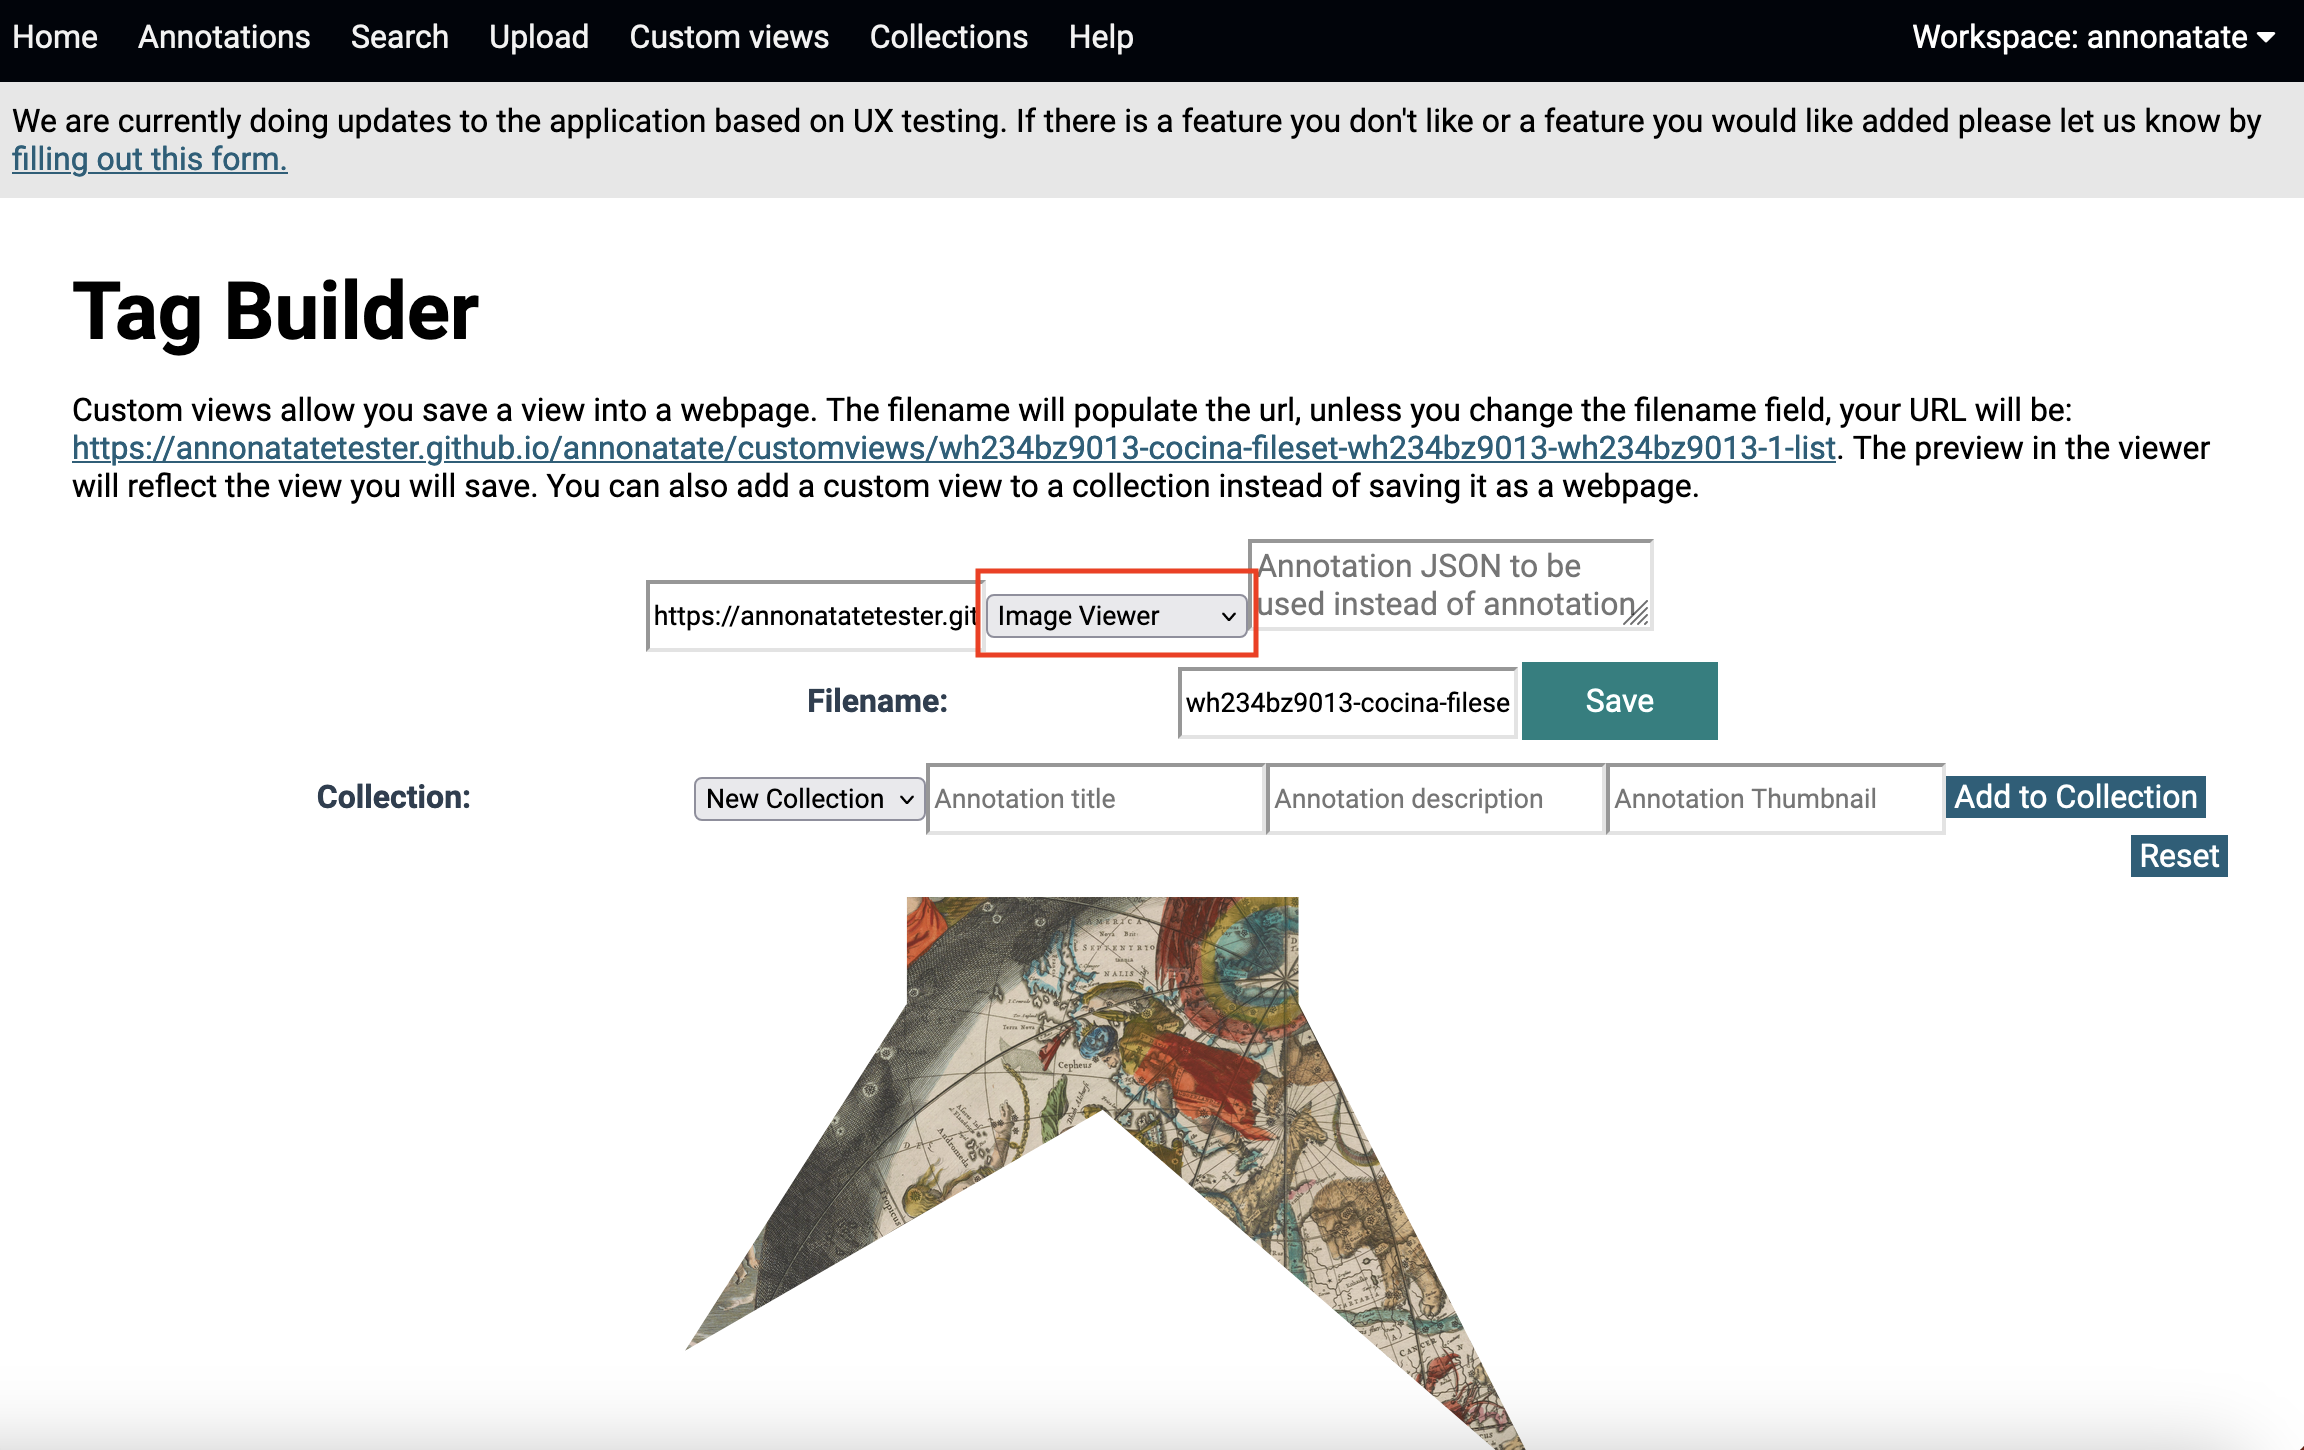 Home Annotations Search Upload Custom views Collections Help Workspace: annonatate
We are currently doing updates to the application based on UX testing. If there is a feature you don't like or a feature you would like added please let us know by
filling out this form.
Tag Builder
Custom views allow you save a view into a webpage. The filename will populate the url, unless you change the filename field, your URL will be:
https://annonatatetester.github.io/annonatate/customviews/wh234bz9013-cocina-fileset-wh234bz9013-wh234bz9013-1-list. The preview in the viewer
will reflect the view you will save. You can also add a custom view to a collection instead of saving it as a webpage.
https://annonatatetester.git
Image Viewer
Annotation JSON to be
used instead of annotation
Filename: wh234bz9013-cocina-filese Save
Collection: New Collection Annotation title Annotation description Annotation Thumbnail Add to Collection
Reset
AMERICA
SEPTENTRIO
NALIS
Terra Nova
Cepheus
Andromeda
Tropicus
CANCER